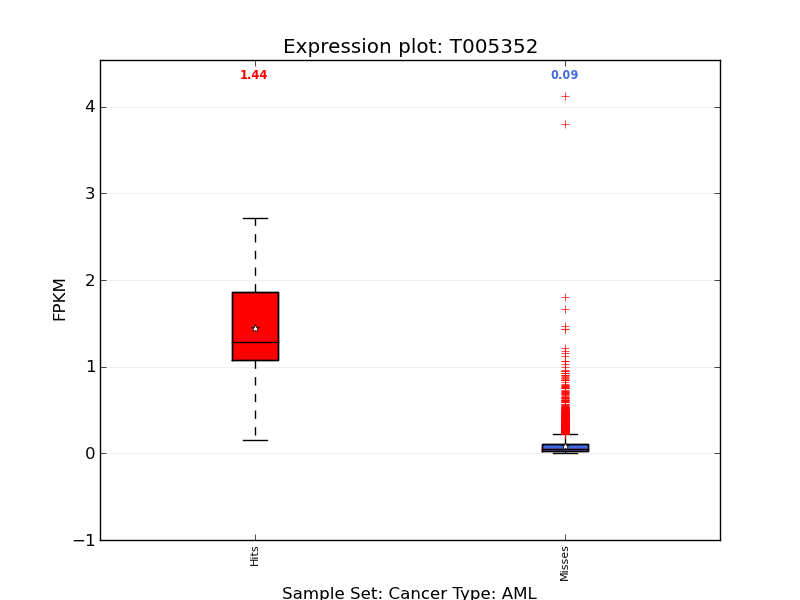 Expression plot: T005352
1.44 0.09
4
3
2
1
0
−1
FPKM
Hits
Misses
Sample Set: Cancer Type: AML